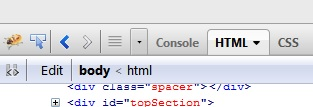 Console HTML CSS
Edit body < html
<div class="spacer"></div>
<div id="topSection">